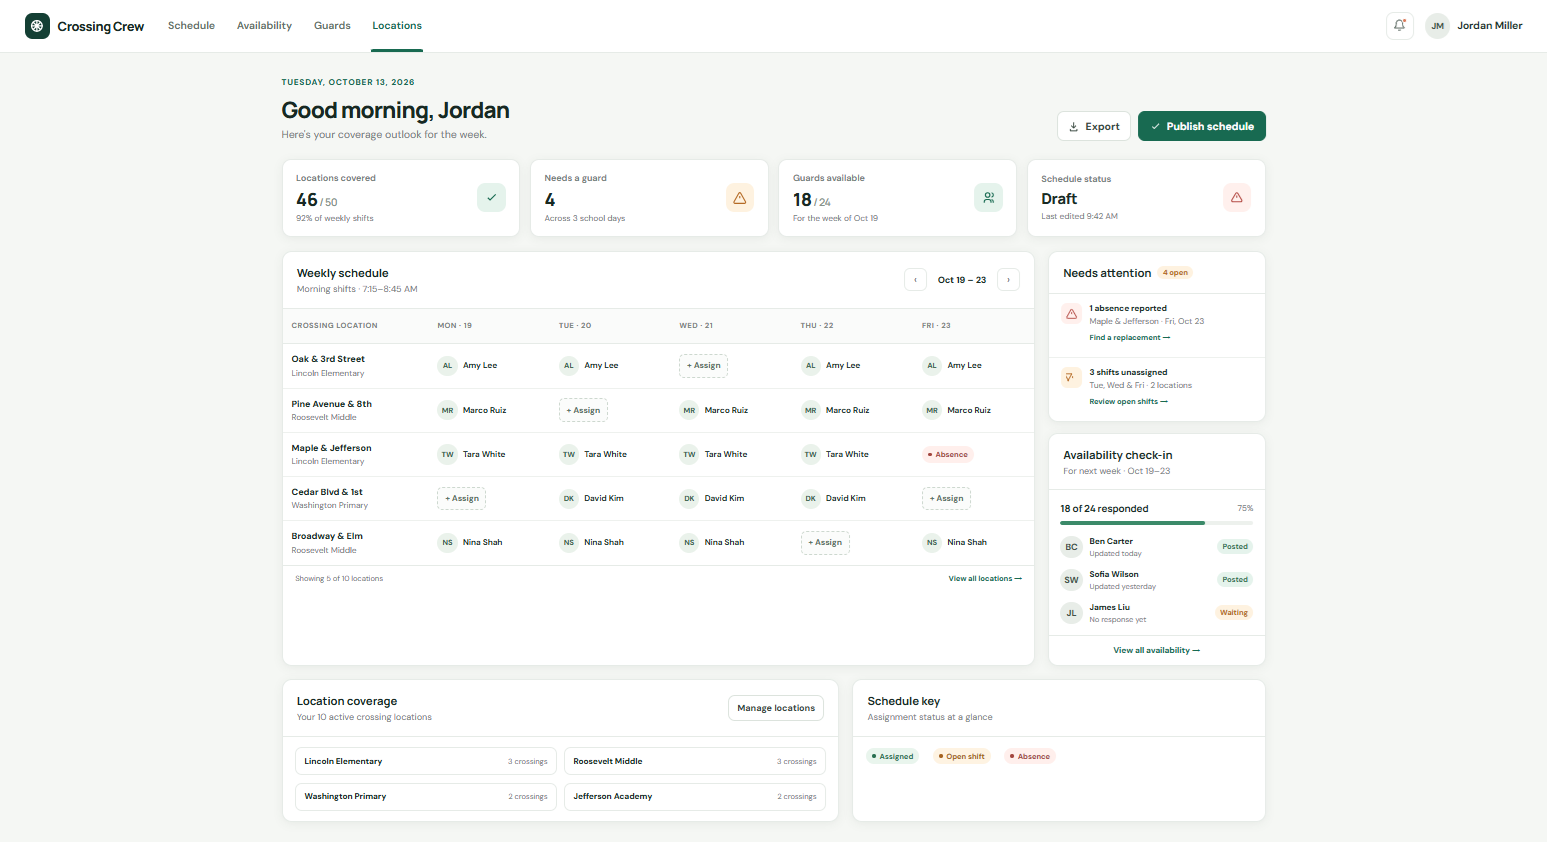 Crossing Crew
Schedule
Availability
Guards
Locations
JM
Jordan Miller
TUESDAY, OCTOBER 13, 2026
Good morning, Jordan
Here's your coverage outlook for the week.
Export
Publish schedule
Locations covered
46 / 50
92% of weekly shifts
Needs a guard
4
Across 3 school days
Guards available
18 / 24
For the week of Oct 19
Schedule status
Draft
Last edited 9:42 AM
Weekly schedule
Morning shifts · 7:15–8:45 AM
‹ Oct 19 – 23 ›
CROSSING LOCATION MON · 19 TUE · 20 WED · 21 THU · 22 FRI · 23
Oak & 3rd Street
Lincoln Elementary
AL Amy Lee AL Amy Lee + Assign AL Amy Lee AL Amy Lee
Pine Avenue & 8th
Roosevelt Middle
MR Marco Ruiz + Assign MR Marco Ruiz MR Marco Ruiz MR Marco Ruiz
Maple & Jefferson
Lincoln Elementary
TW Tara White TW Tara White TW Tara White TW Tara White Absence
Cedar Blvd & 1st
Washington Primary
+ Assign DK David Kim DK David Kim DK David Kim + Assign
Broadway & Elm
Roosevelt Middle
NS Nina Shah NS Nina Shah NS Nina Shah + Assign NS Nina Shah
Showing 5 of 10 locations
View all locations →
Needs attention 4 open
1 absence reported
Maple & Jefferson · Fri, Oct 23
Find a replacement →
3 shifts unassigned
Tue, Wed & Fri · 2 locations
Review open shifts →
Availability check-in
For next week · Oct 19–23
18 of 24 responded 75%
BC Ben Carter Posted
Updated today
SW Sofia Wilson Posted
Updated yesterday
JL James Liu Waiting
No response yet
View all availability →
Location coverage
Your 10 active crossing locations
Manage locations
Lincoln Elementary 3 crossings
Roosevelt Middle 3 crossings
Washington Primary 2 crossings
Jefferson Academy 2 crossings
Schedule key
Assignment status at a glance
Assigned Open shift Absence